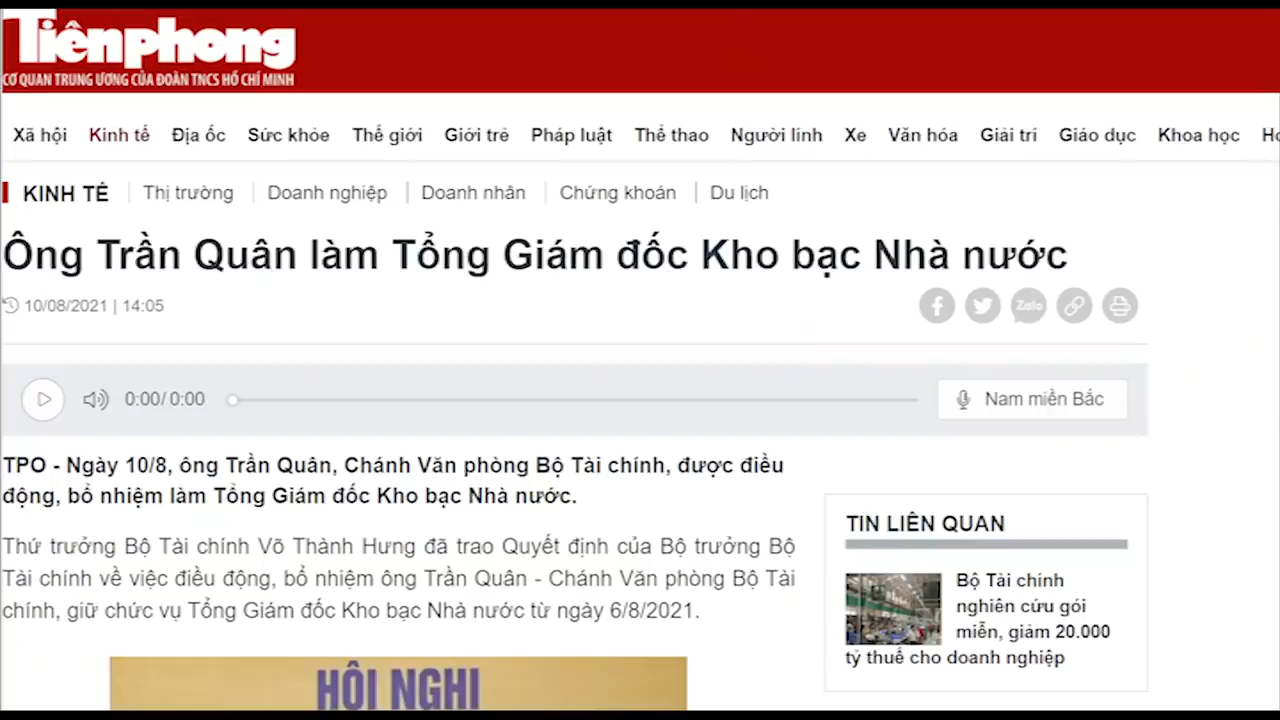 Tiênphong
CƠ QUAN TRUNG ƯƠNG CỦA ĐOÀN TNCS HỒ CHÍ MINH
Xã hội Kinh tế Địa ốc Sức khỏe Thế giới Giới trẻ Pháp luật Thể thao Người lính Xe Văn hóa Giải trí Giáo dục Khoa học
KINH TẾ Thị trường Doanh nghiệp Doanh nhân Chứng khoán Du lịch
Ông Trần Quân làm Tổng Giám đốc Kho bạc Nhà nước
10/08/2021 | 14:05
Zalo
0:00/ 0:00
Nam miền Bắc
TPO - Ngày 10/8, ông Trần Quân, Chánh Văn phòng Bộ Tài chính, được điều
động, bổ nhiệm làm Tổng Giám đốc Kho bạc Nhà nước.
Thứ trưởng Bộ Tài chính Võ Thành Hưng đã trao Quyết định của Bộ trưởng Bộ
Tài chính về việc điều động, bổ nhiệm ông Trần Quân - Chánh Văn phòng Bộ Tài
chính, giữ chức vụ Tổng Giám đốc Kho bạc Nhà nước từ ngày 6/8/2021.
HỘI NGHỊ
TIN LIÊN QUAN
Bộ Tài chính
nghiên cứu gói
miễn, giảm 20.000
tỷ thuế cho doanh nghiệp